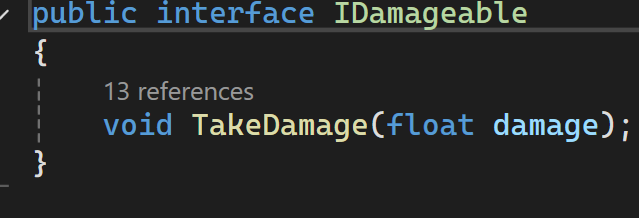 public interface IDamageable
{
13 references
void TakeDamage(float damage);
}